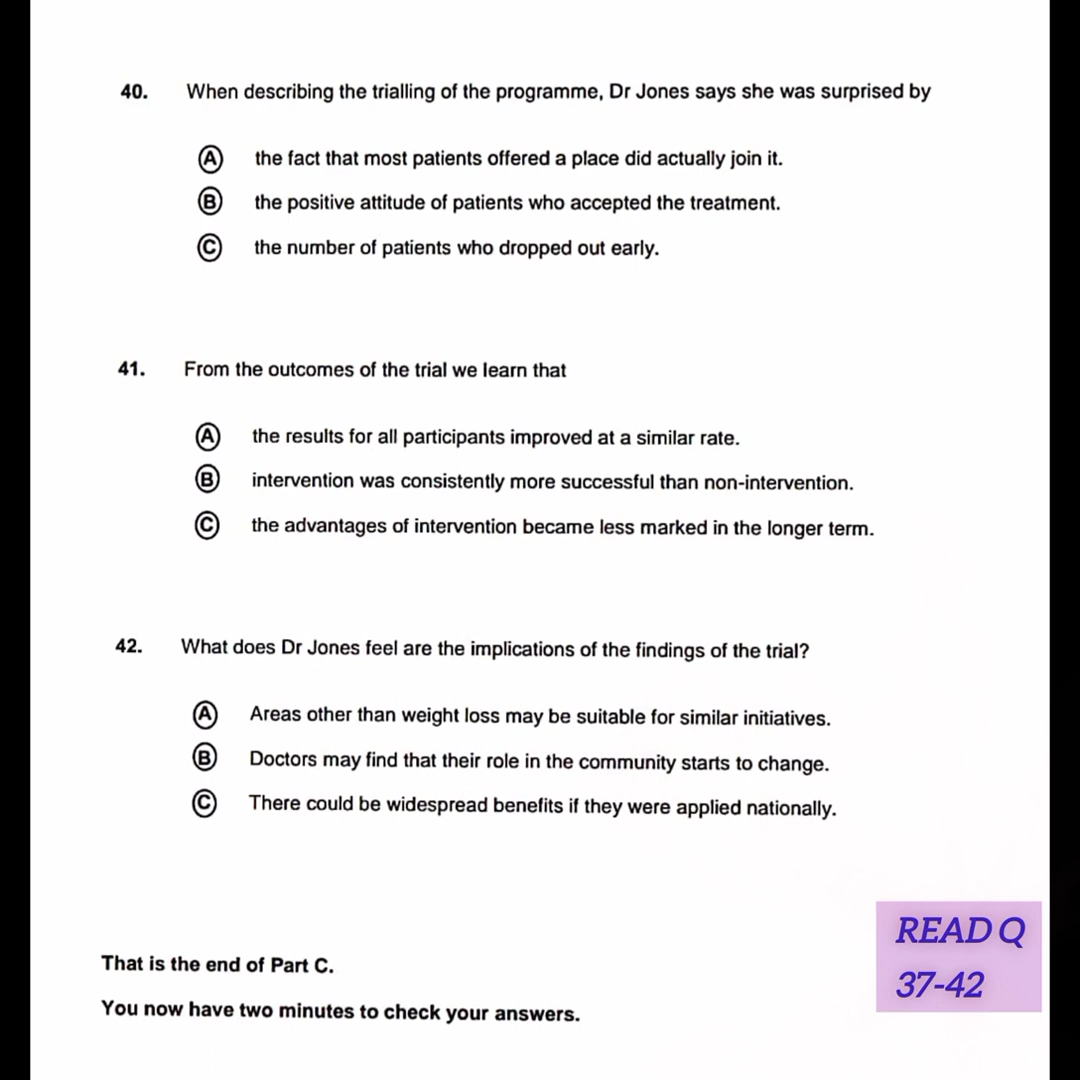 40. When describing the trialling of the programme, Dr Jones says she was surprised by
A the fact that most patients offered a place did actually join it.
B the positive attitude of patients who accepted the treatment.
C the number of patients who dropped out early.
41. From the outcomes of the trial we learn that
A the results for all participants improved at a similar rate.
B intervention was consistently more successful than non-intervention.
C the advantages of intervention became less marked in the longer term.
42. What does Dr Jones feel are the implications of the findings of the trial?
A Areas other than weight loss may be suitable for similar initiatives.
B Doctors may find that their role in the community starts to change.
C There could be widespread benefits if they were applied nationally.
READ Q
37-42
That is the end of Part C.
You now have two minutes to check your answers.